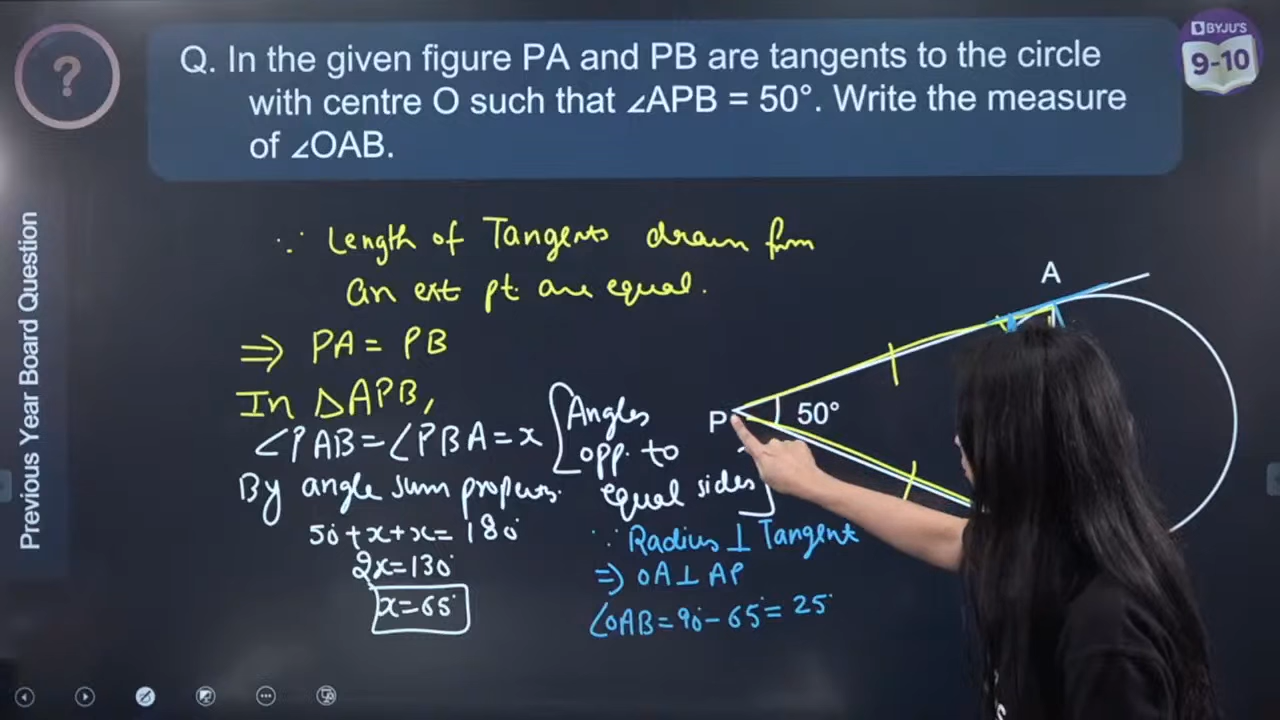 ?
Q. In the given figure PA and PB are tangents to the circle
with centre O such that ∠APB = 50°. Write the measure
of ∠OAB.
BYJU'S
9-10
Previous Year Board Question
∵ Length of Tangents drawn from
an ext pt. are equal.
⇒ PA = PB
In △APB,
∠PAB = ∠PBA = x [Angles
opp. to
equal sides]
By angle sum property.
50° + x + x = 180°
2x = 130°
x = 65°
∵ Radius ⊥ Tangent
⇒ OA ⊥ AP
∠OAB = 90° - 65° = 25°
A
P
50°